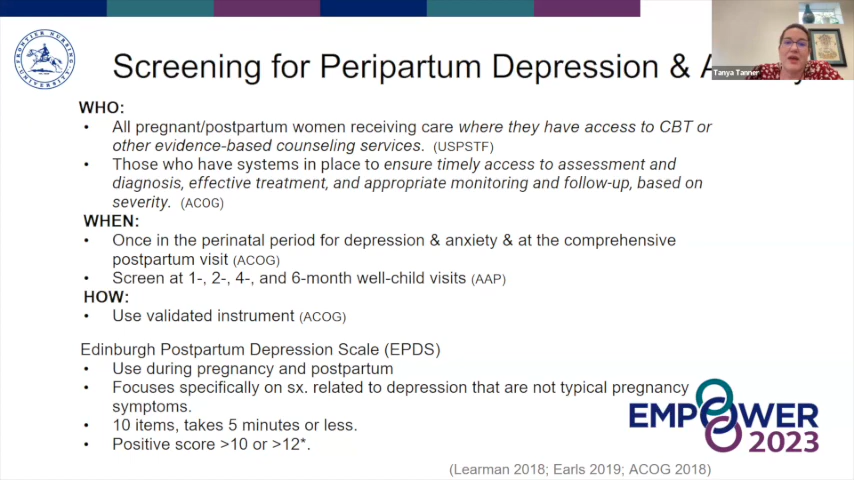 FRONTIER NURSING UNIVERSITY
Tanya Tanner
Screening for Peripartum Depression & A
WHO:
• All pregnant/postpartum women receiving care where they have access to CBT or
other evidence-based counseling services. (USPSTF)
• Those who have systems in place to ensure timely access to assessment and
diagnosis, effective treatment, and appropriate monitoring and follow-up, based on
severity. (ACOG)
WHEN:
• Once in the perinatal period for depression & anxiety & at the comprehensive
postpartum visit (ACOG)
• Screen at 1-, 2-, 4-, and 6-month well-child visits (AAP)
HOW:
• Use validated instrument (ACOG)
Edinburgh Postpartum Depression Scale (EPDS)
• Use during pregnancy and postpartum
• Focuses specifically on sx. related to depression that are not typical pregnancy
symptoms.
• 10 items, takes 5 minutes or less.
• Positive score >10 or >12*.
EMPOWER
2023
(Learman 2018; Earls 2019; ACOG 2018)